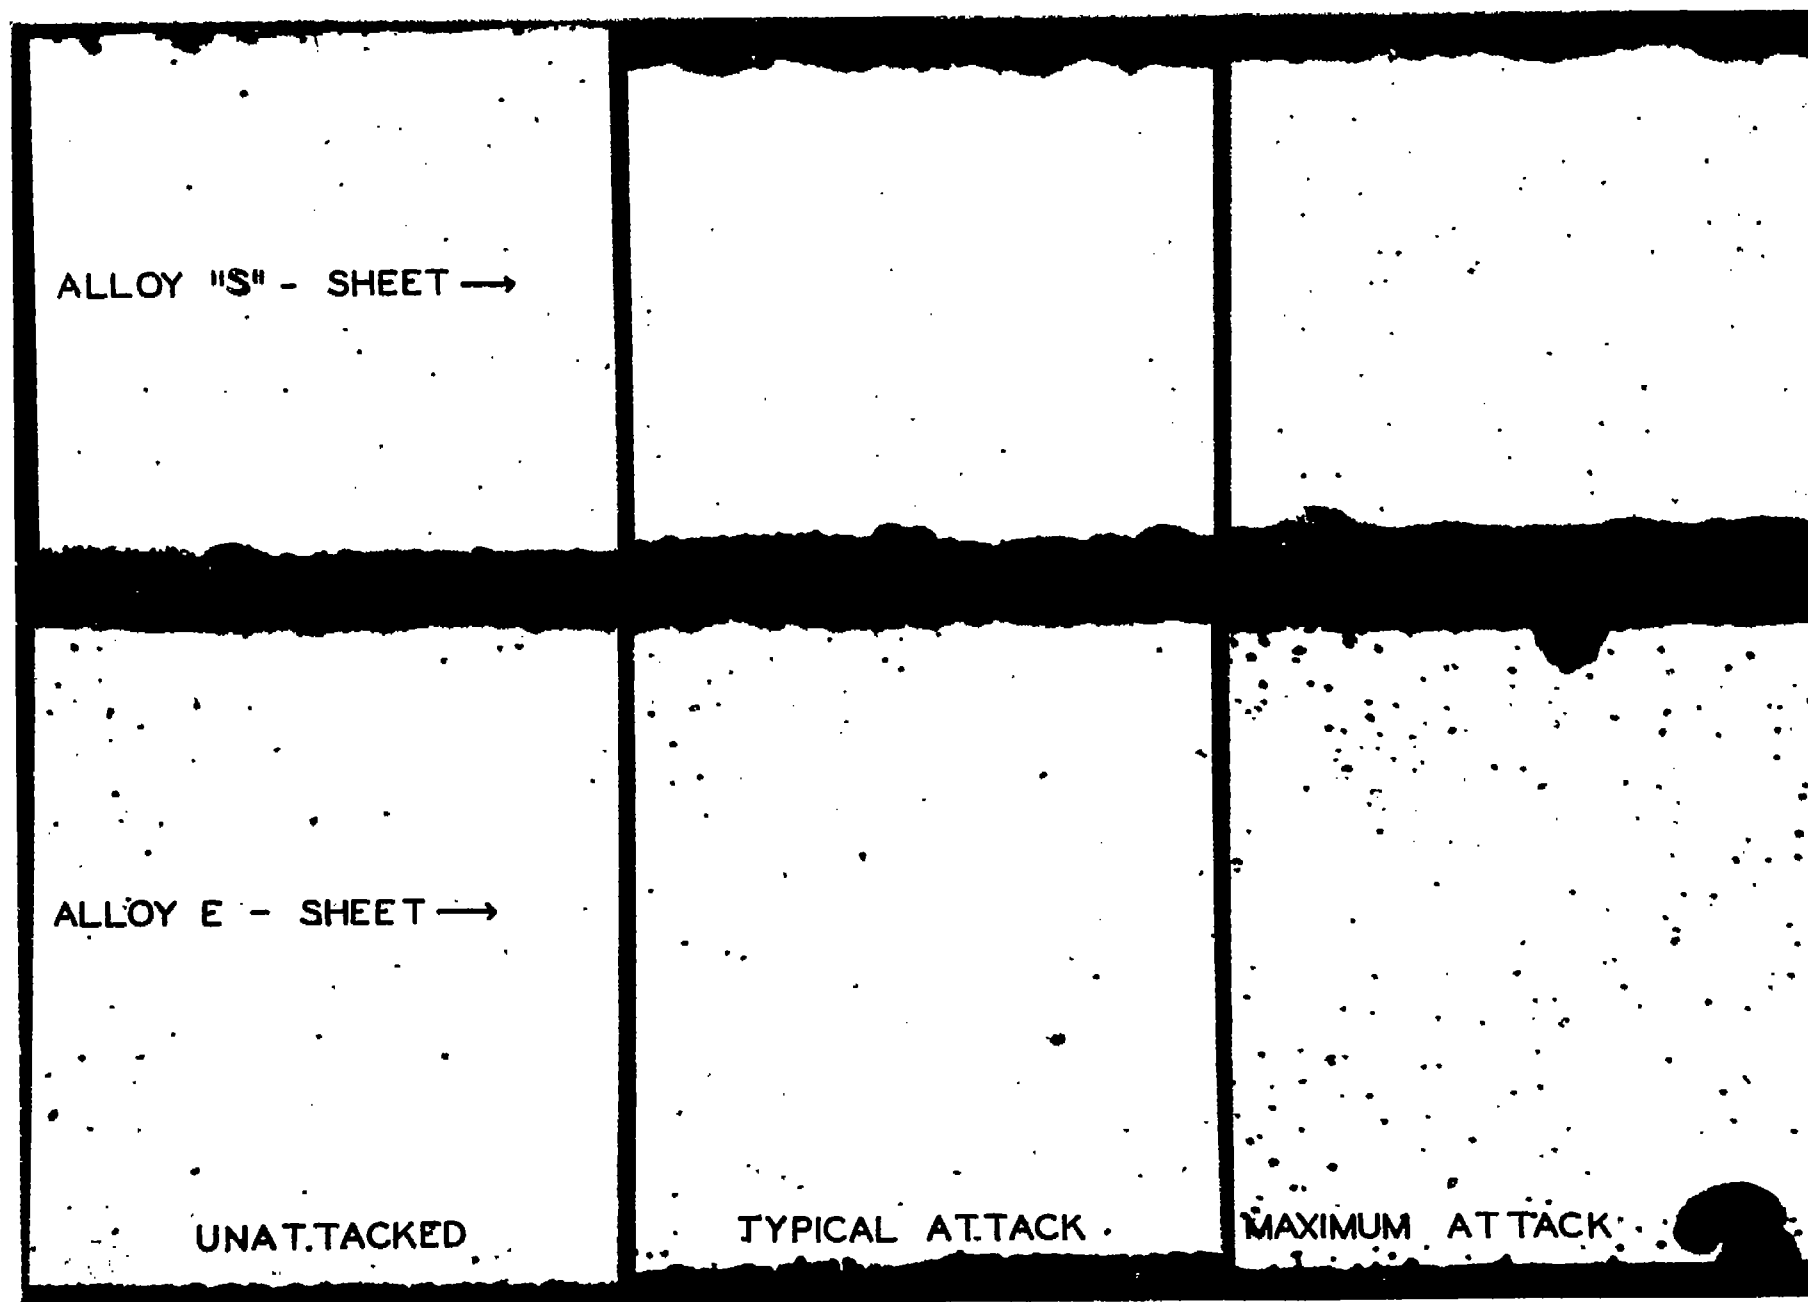 ALLOY "S" - SHEET →
ALLOY E - SHEET →
UNATTACKED
TYPICAL ATTACK
MAXIMUM ATTACK